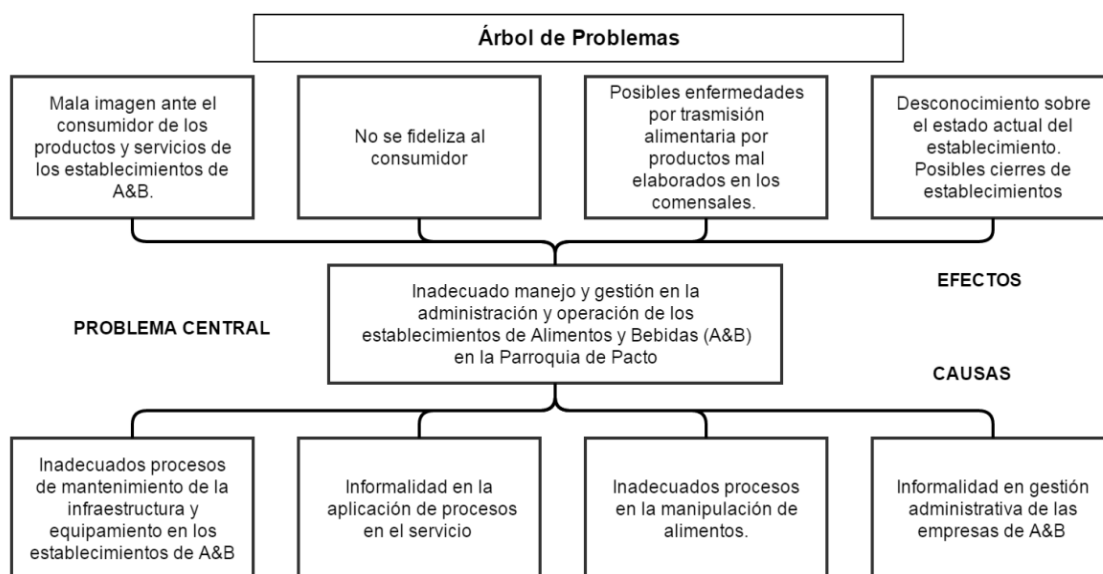 Árbol de Problemas
Mala imagen ante el
consumidor de los
productos y servicios de
los establecimientos de
A&B.
No se fideliza al
consumidor
Posibles enfermedades
por trasmisión
alimentaria por
productos mal
elaborados en los
comensales.
Desconocimiento sobre
el estado actual del
establecimiento.
Posibles cierres de
establecimientos
EFECTOS
PROBLEMA CENTRAL
Inadecuado manejo y gestión en la
administración y operación de los
establecimientos de Alimentos y Bebidas (A&B)
en la Parroquia de Pacto
CAUSAS
Inadecuados procesos
de mantenimiento de la
infraestructura y
equipamiento en los
establecimientos de A&B
Informalidad en la
aplicación de procesos
en el servicio
Inadecuados procesos
en la manipulación de
alimentos.
Informalidad en gestión
administrativa de las
empresas de A&B